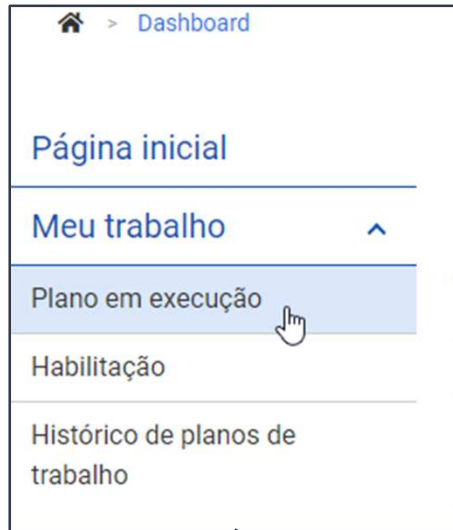 > Dashboard
Página inicial
Meu trabalho
Plano em execução
Habilitação
Histórico de planos de
trabalho